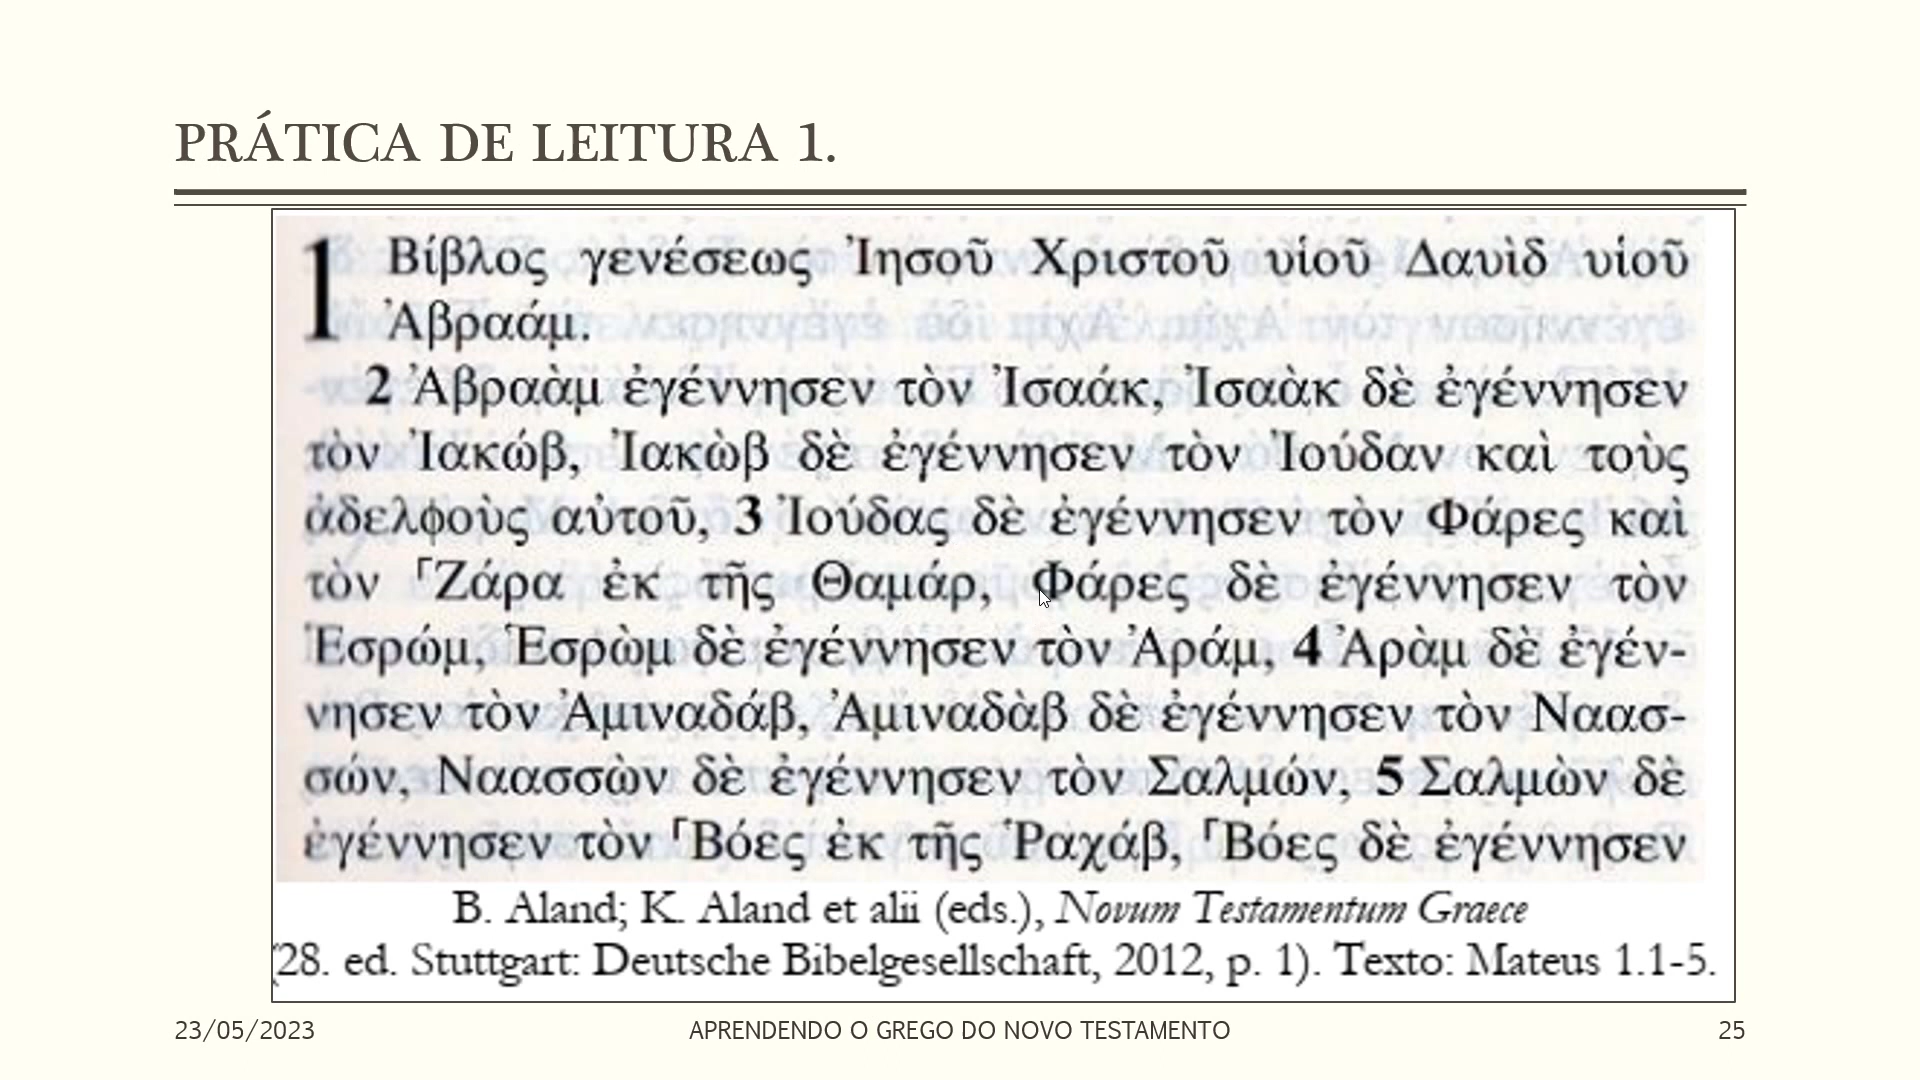 PRÁTICA DE LEITURA 1.
1 Βίβλος γενέσεως Ἰησοῦ Χριστοῦ υἱοῦ Δαυὶδ υἱοῦ
Ἀβραάμ.
2 Ἀβραὰμ ἐγέννησεν τὸν Ἰσαάκ, Ἰσαὰκ δὲ ἐγέννησεν
τὸν Ἰακώβ, Ἰακὼβ δὲ ἐγέννησεν τὸν Ἰούδαν καὶ τοὺς
ἀδελφοὺς αὐτοῦ, 3 Ἰούδας δὲ ἐγέννησεν τὸν Φάρες καὶ
τὸν ⸀Ζάρα ἐκ τῆς Θαμάρ, Φάρες δὲ ἐγέννησεν τὸν
Ἑσρώμ, Ἑσρὼμ δὲ ἐγέννησεν τὸν Ἀράμ, 4 Ἀρὰμ δὲ ἐγέν-
νησεν τὸν Ἀμιναδάβ, Ἀμιναδὰβ δὲ ἐγέννησεν τὸν Ναασ-
σών, Ναασσὼν δὲ ἐγέννησεν τὸν Σαλμών, 5 Σαλμὼν δὲ
ἐγέννησεν τὸν ⸀Βόες ἐκ τῆς Ῥαχάβ, ⸀Βόες δὲ ἐγέννησεν
B. Aland; K. Aland et alii (eds.), Novum Testamentum Graece
(28. ed. Stuttgart: Deutsche Bibelgesellschaft, 2012, p. 1). Texto: Mateus 1.1-5.
23/05/2023 APRENDENDO O GREGO DO NOVO TESTAMENTO 25